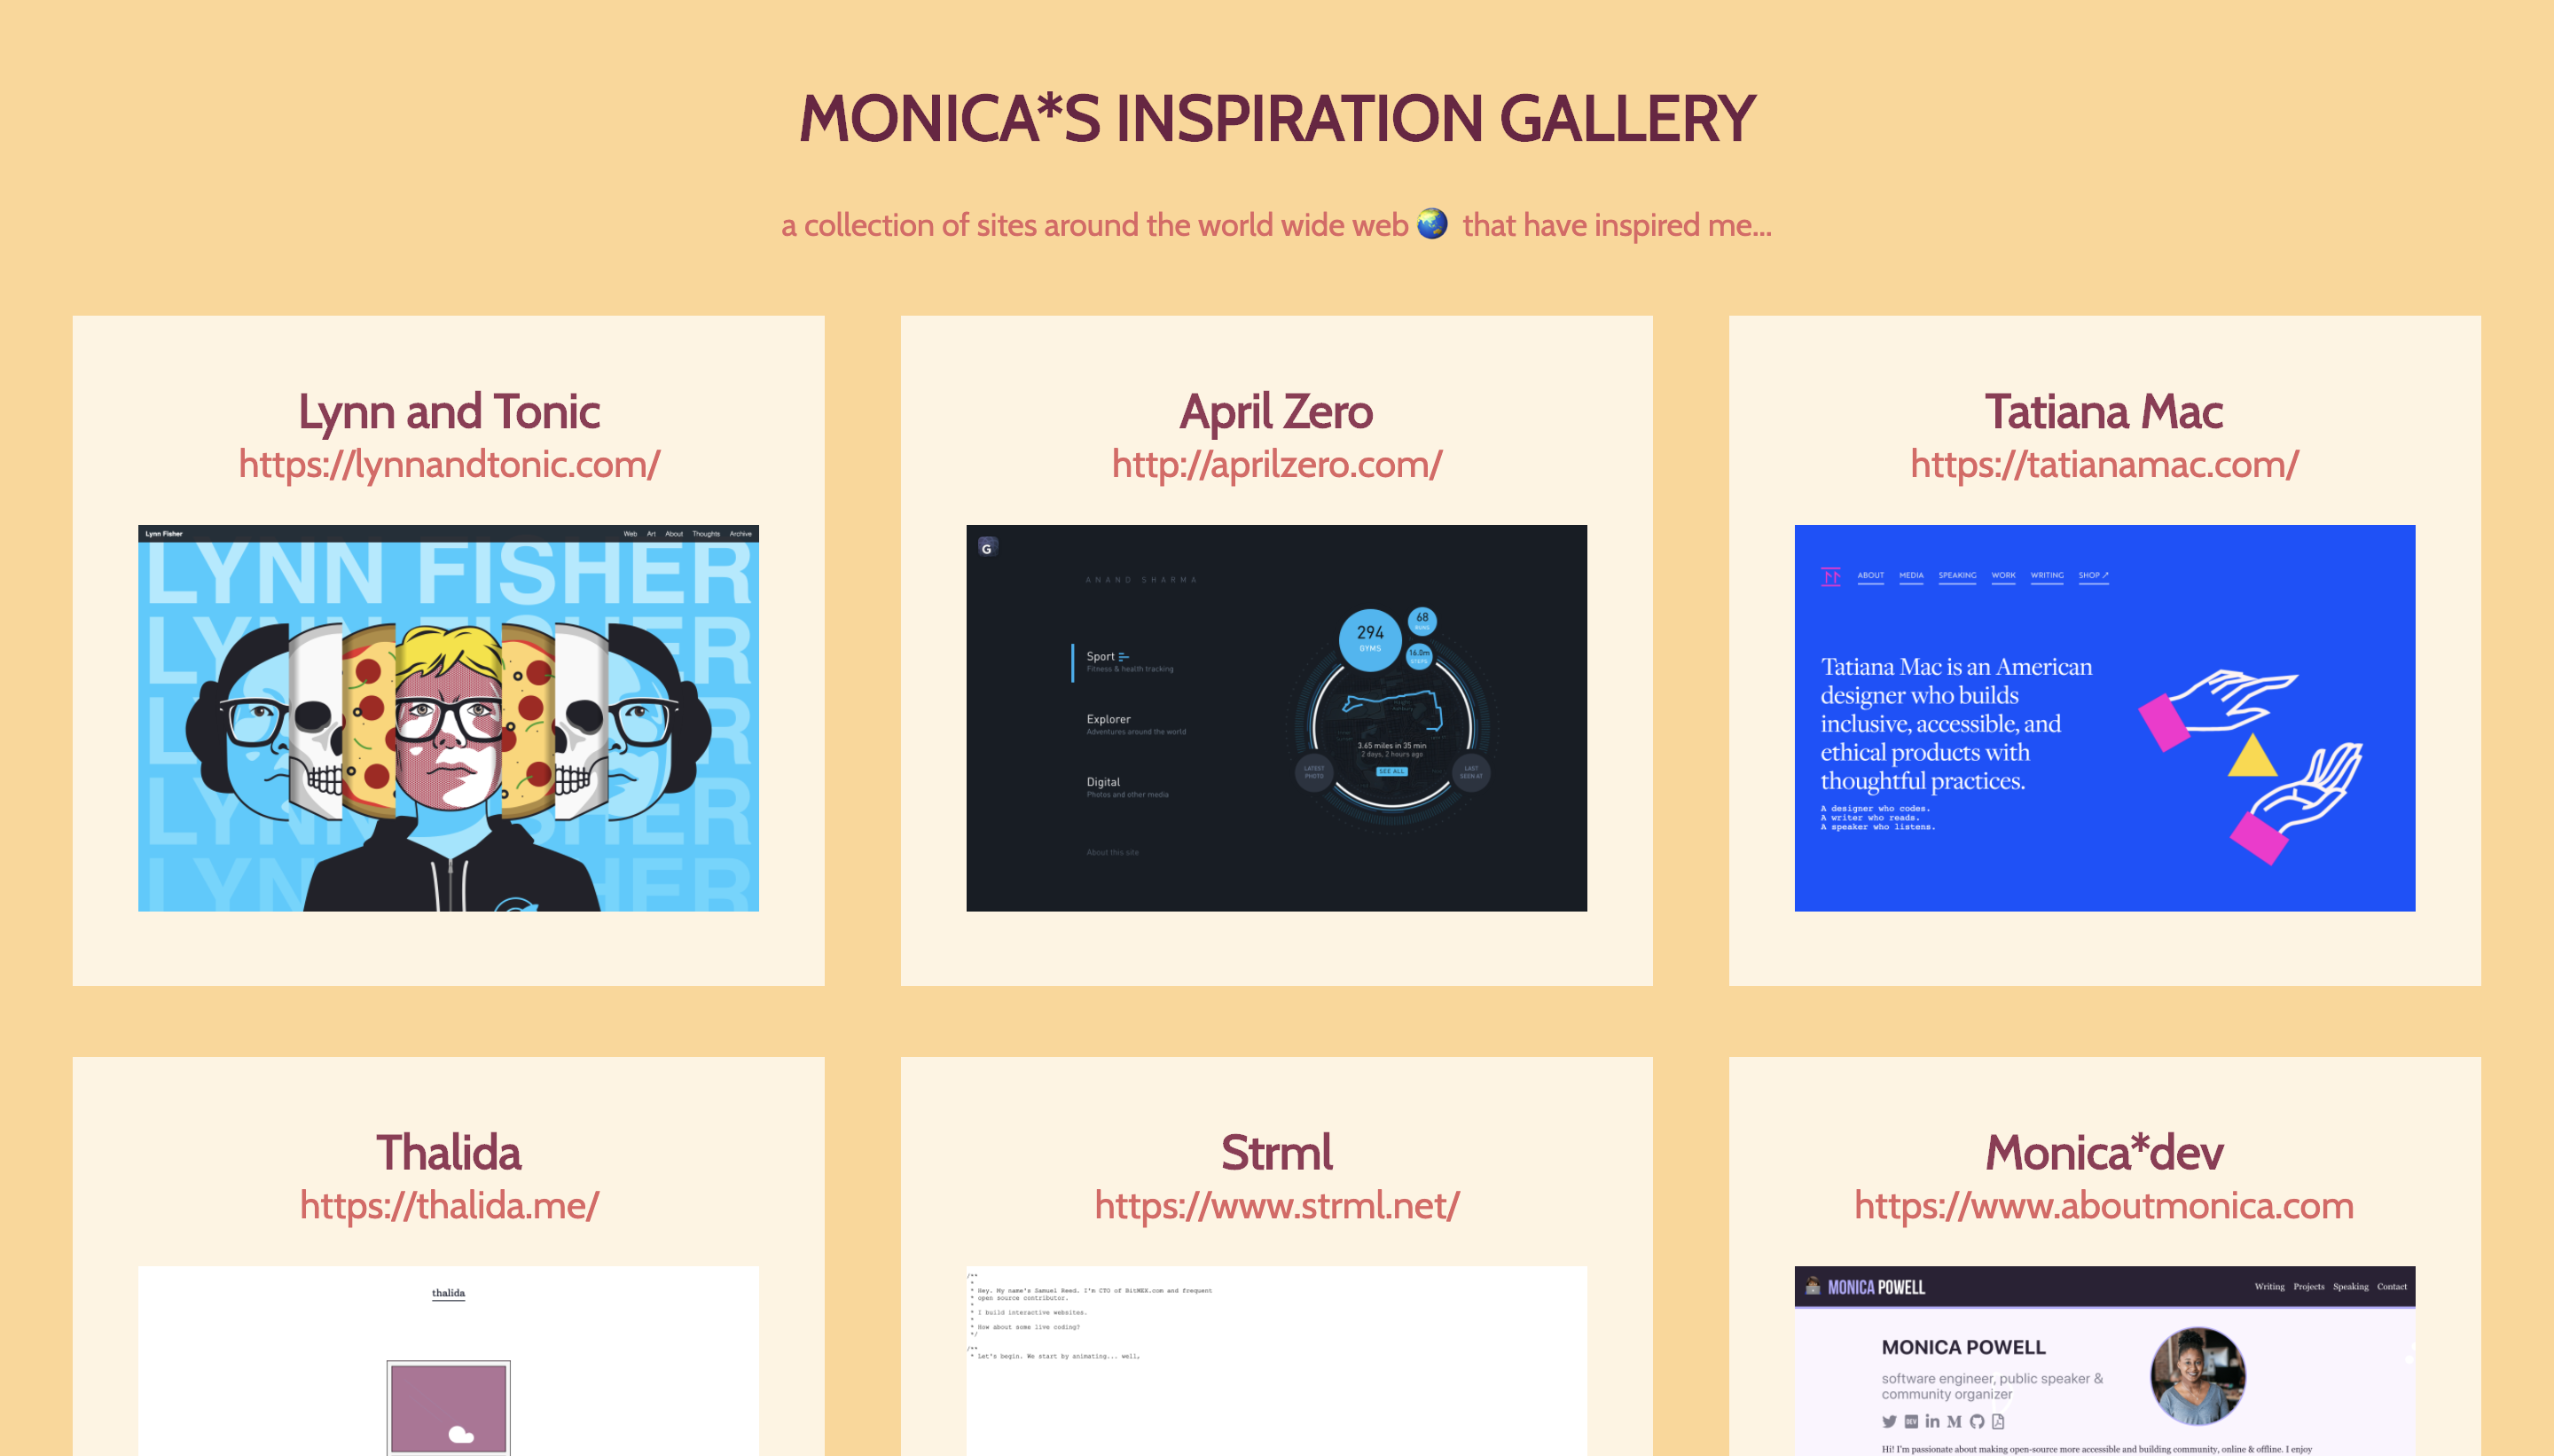 MONICA*S INSPIRATION GALLERY
a collection of sites around the world wide web 🌏 that have inspired me...
Lynn and Tonic
https://lynnandtonic.com/
Lynn Fisher
Web Art About Thoughts Archive
LYNN FISHER
April Zero
http://aprilzero.com/
G
ANAND SHARMA
Sport
Fitness & health tracking
Explorer
Adventures around the world
Digital
Photos and other media
About this site
294
GYMS
68
RUNS
16.0m
STEPS
3.65 miles in 35 min
2 days, 2 hours ago
SEE ALL
LATEST
PHOTO
LAST
SEEN AT
Tatiana Mac
https://tatianamac.com/
ABOUT MEDIA SPEAKING WORK WRITING SHOP ↗
Tatiana Mac is an American
designer who builds
inclusive, accessible, and
ethical products with
thoughtful practices.
A designer who codes.
A writer who reads.
A speaker who listens.
Thalida
https://thalida.me/
thalida
Strml
https://www.strml.net/
/**
*
* Hey. My name's Samuel Reed. I'm CTO of BitMEX.com and frequent
* open source contributor.
*
* I build interactive websites.
*
* How about some live coding?
*/
/**
* Let's begin. We start by animating... well,
Monica*dev
https://www.aboutmonica.com
MONICA POWELL
Writing Projects Speaking Contact
MONICA POWELL
software engineer, public speaker &
community organizer
DEV in M
Hi! I'm passionate about making open-source more accessible and building community, online & offline. I enjoy